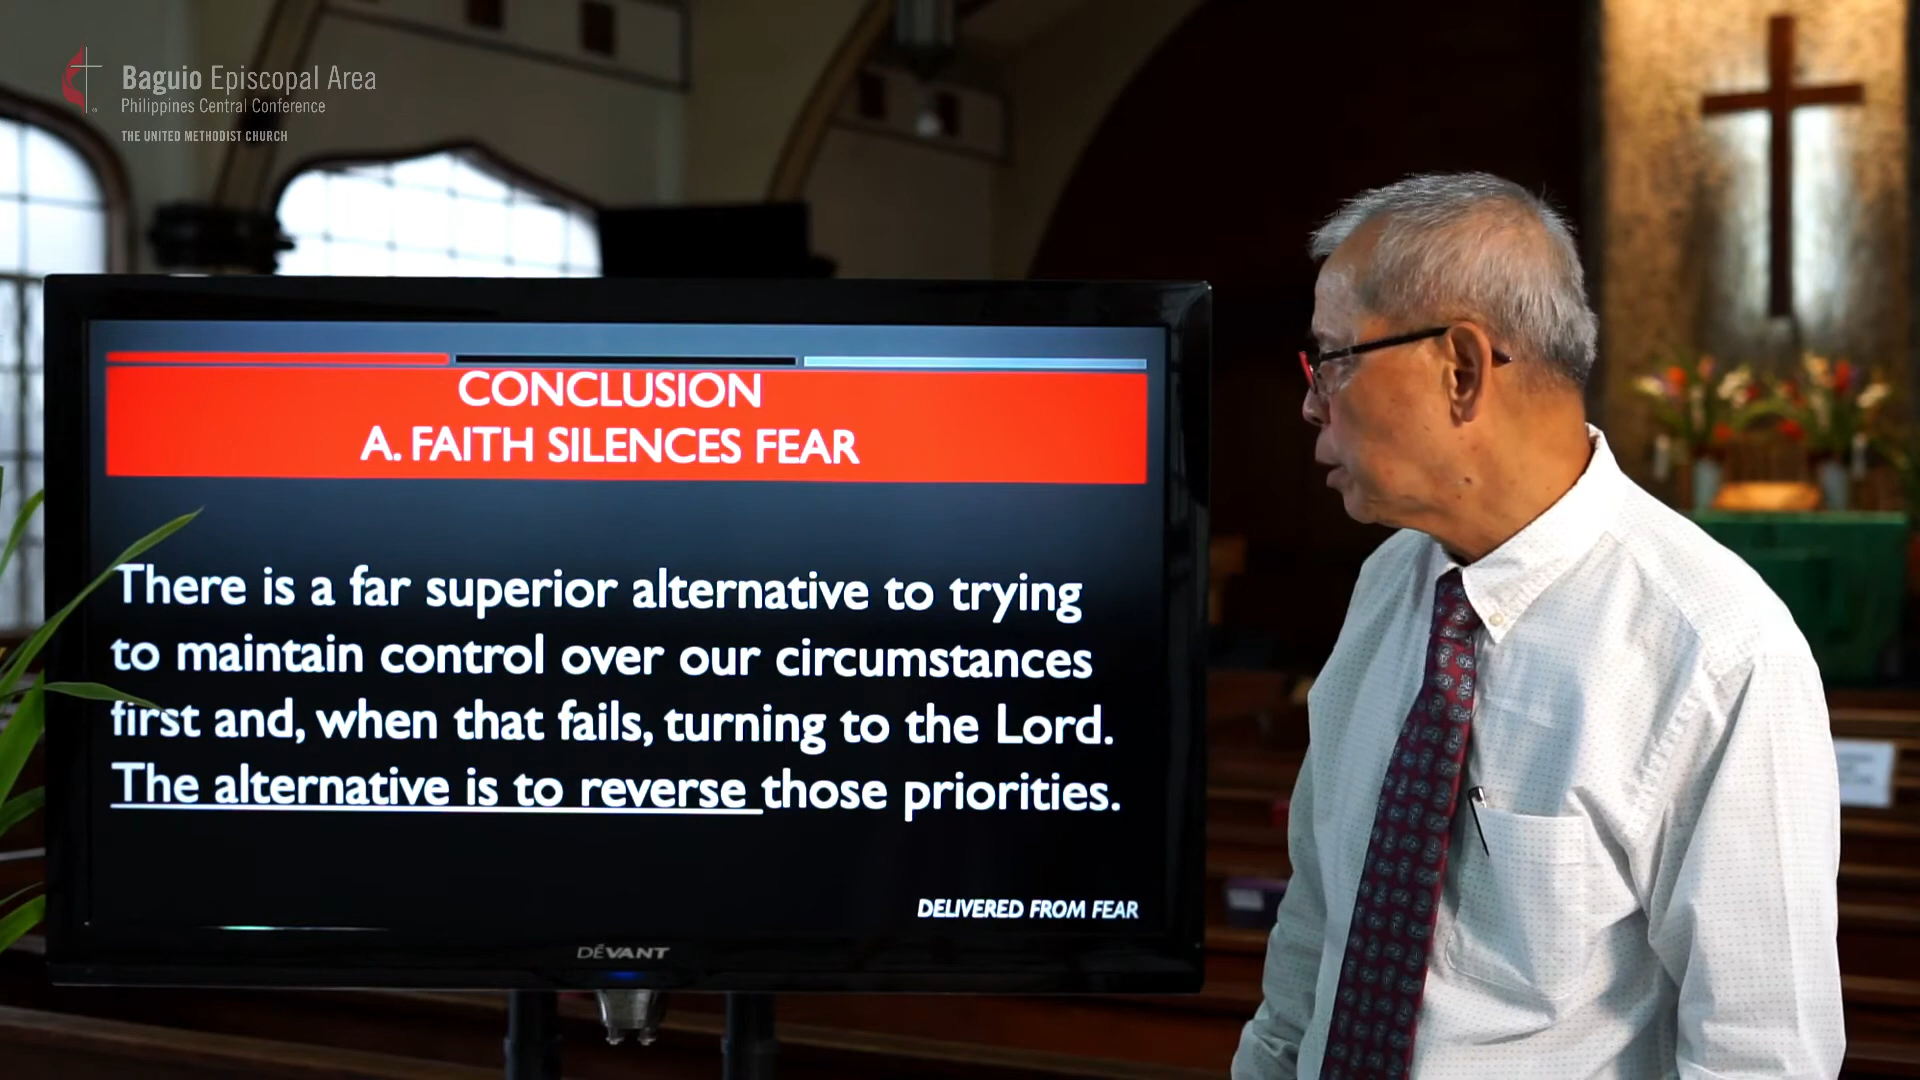 Baguio Episcopal Area
Philippines Central Conference
THE UNITED METHODIST CHURCH
CONCLUSION
A. FAITH SILENCES FEAR
There is a far superior alternative to trying
to maintain control over our circumstances
first and, when that fails, turning to the Lord.
The alternative is to reverse those priorities.
DELIVERED FROM FEAR
DEVANT